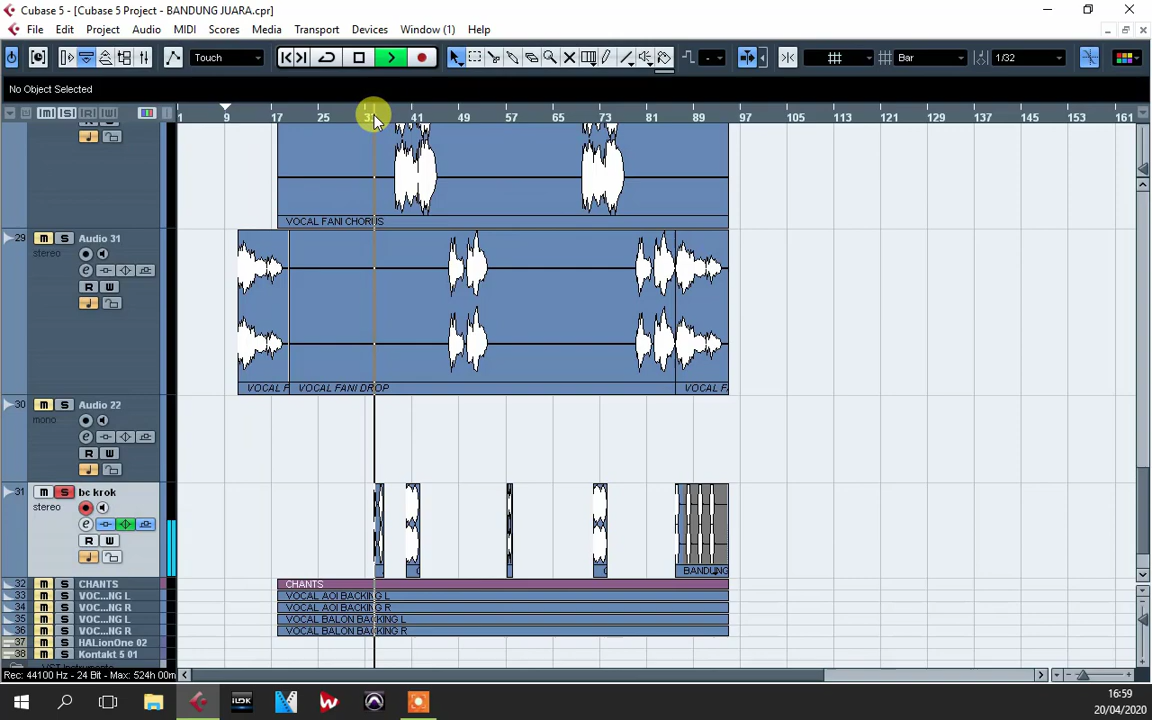 Cubase 5 - [Cubase 5 Project - BANDUNG JUARA.cpr]
File Edit Project Audio MIDI Scores Media Transport Devices Window (1) Help
Touch Bar 1/32
No Object Selected
1 9 17 25 33 41 49 57 65 73 81 89 97 105 113 121 129 137 145 153 161
VOCAL FANI CHORUS
29 m S Audio 31
stereo
e
R W
VOCAL F VOCAL FANI DROP VOCAL FA
30 m S Audio 22
mono
e
R W
31 m S bc krok
stereo
e
R W
BANDUNG
32 CHANTS CHANTS
33 VOC...NG L VOCAL AOI BACKING L
34 VOC...NG R VOCAL AOI BACKING R
35 VOC...NG L VOCAL BALON BACKING L
36 VOC...NG R VOCAL BALON BACKING R
37 HALionOne 02
38 Kontakt 5 01
VST Instruments
Rec: 44100 Hz - 24 Bit - Max: 524h 00m
ILOK
16:59
20/04/2020